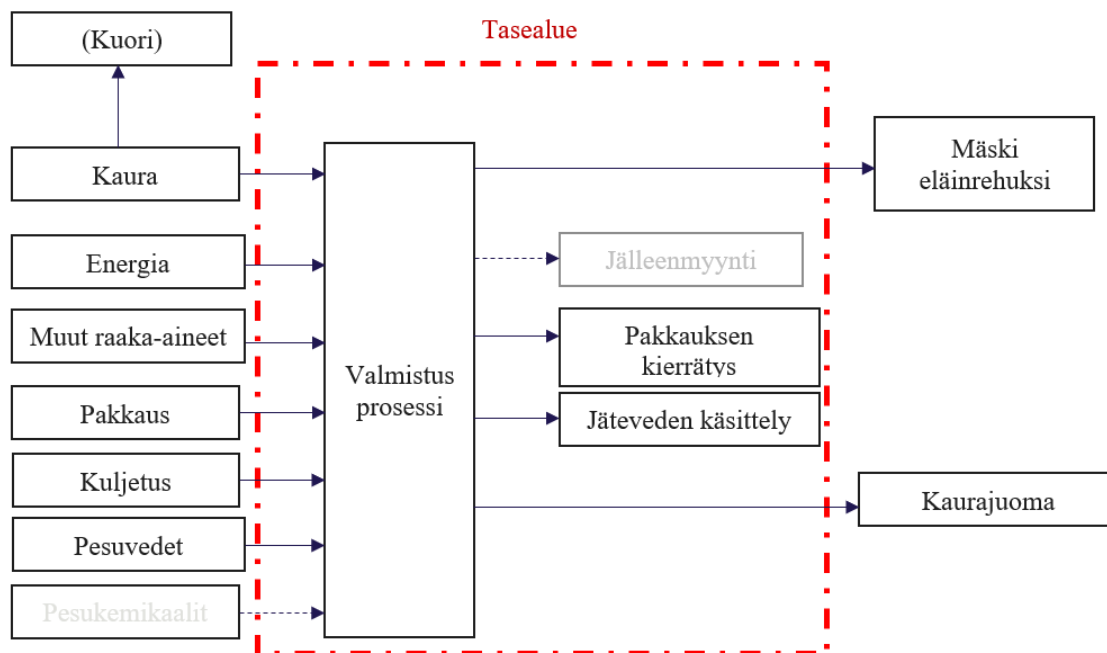 (Kuori)
Tasealue
Kaura
Mäski
eläinrehuksi
Energia
Jälleenmyynti
Muut raaka-aineet
Pakkauksen
kierrätys
Valmistus
prosessi
Pakkaus
Jäteveden käsittely
Kuljetus
Kaurajuoma
Pesuvedet
Pesukemikaalit